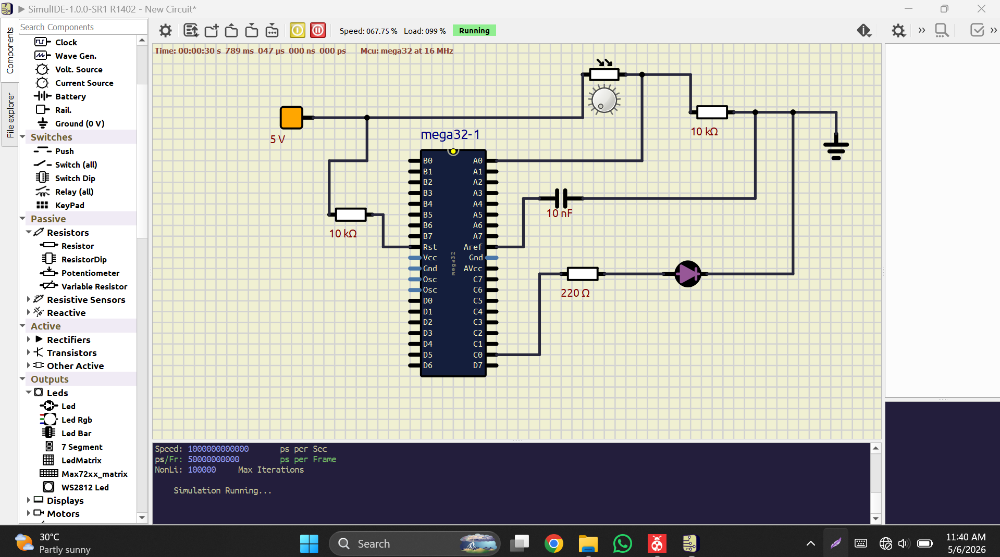 SimulIDE-1.0.0-SR1 R1402 - New Circuit*
Components
File explorer
Search Components
Clock
Wave Gen.
Volt. Source
Current Source
Battery
Rail.
Ground (0 V)
Switches
Push
Switch (all)
Switch Dip
Relay (all)
KeyPad
Passive
Resistors
Resistor
ResistorDip
Potentiometer
Variable Resistor
Resistive Sensors
Reactive
Active
Rectifiers
Transistors
Other Active
Outputs
Leds
Led
Led Rgb
Led Bar
7 Segment
LedMatrix
Max72xx_matrix
WS2812 Led
Displays
Motors
Speed: 067.75 % Load: 099 % Running
»
»
Time: 00:00:30 s 789 ms 047 µs 000 ns 000 ps Mcu: mega32 at 16 MHz
5 V
10 kΩ
mega32-1
10 kΩ
10 nF
220 Ω
B0 A0
B1 A1
B2 A2
B3 A3
B4 A4
B5 A5
B6 A6
B7 A7
Rst Aref
Vcc Gnd
Gnd AVcc
Osc C7
Osc C6
D0 C5
D1 C4
D2 C3
D3 C2
D4 C1
D5 C0
D6 D7
mega32
Speed: 1000000000000 ps per Sec
ps/Fr: 50000000000 ps per Frame
NonLi: 100000 Max Iterations
Simulation Running...
30°C
Partly sunny
Search
11:40 AM
5/6/2026